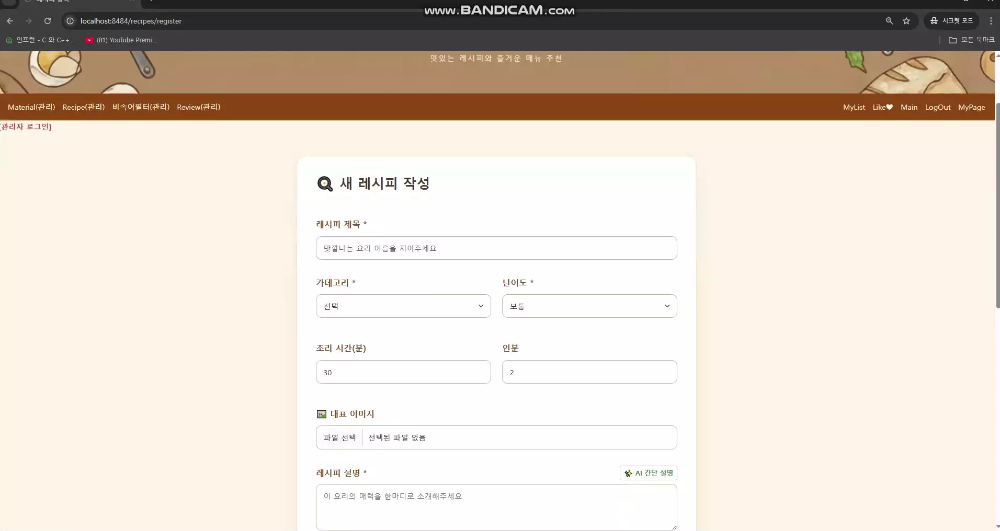 www.BANDICAM.com
localhost:8484/recipes/register
시크릿 모드
인프런 - C 와 C++...
(81) YouTube Premi...
모든 북마크
맛있는 레시피와 즐거운 메뉴 추천
Material(관리) Recipe(관리) 비속어필터(관리) Review(관리)
MyList Like Main LogOut MyPage
[관리자 로그인]
새 레시피 작성
레시피 제목 *
맛깔나는 요리 이름을 지어주세요
카테고리 * 난이도 *
선택 보통
조리 시간(분) 인분
30 2
대표 이미지
파일 선택 선택된 파일 없음
레시피 설명 * AI 간단 설명
이 요리의 매력을 한마디로 소개해주세요